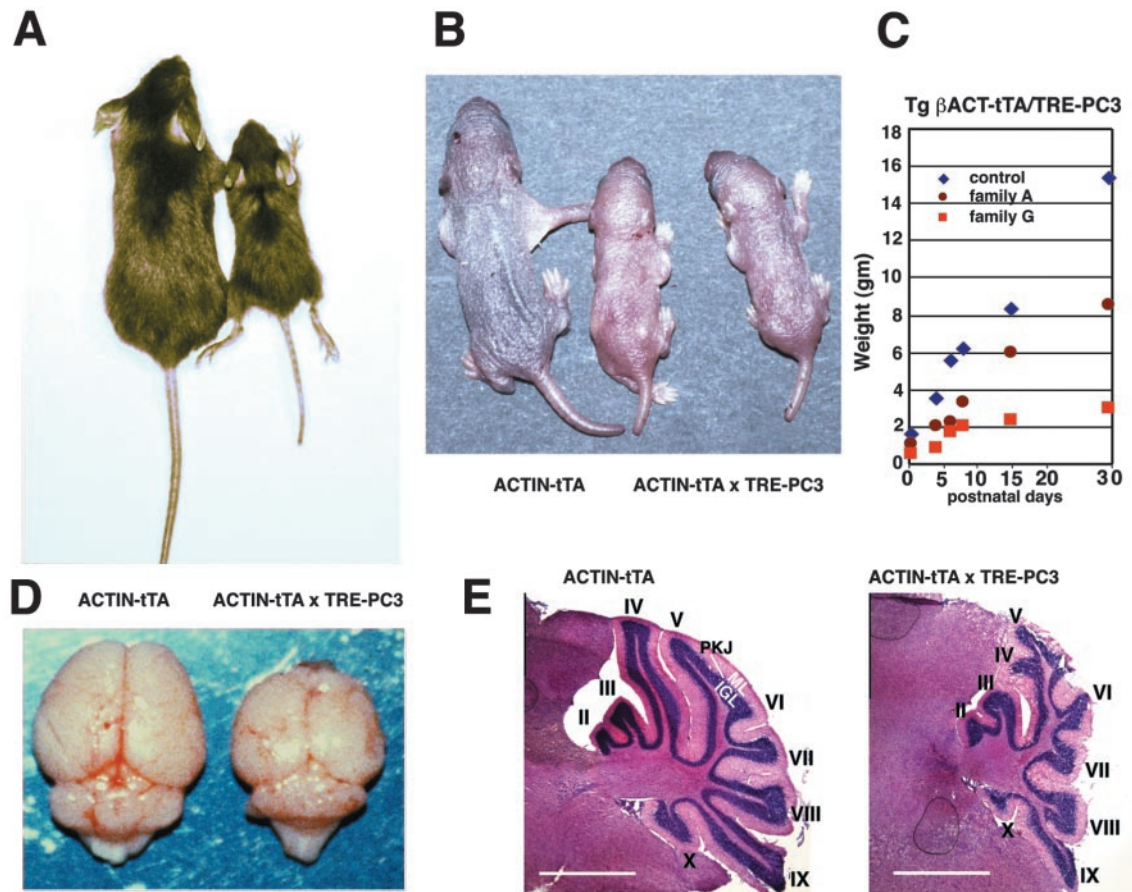 A
B
C
Tg βACT-tTA/TRE-PC3
18
16
14
12
10
8
6
4
2
0
Weight (gm)
control
family A
family G
0
5
10
15
20
30
postnatal days
ACTIN-tTA
ACTIN-tTA x TRE-PC3
D
ACTIN-tTA
ACTIN-tTA x TRE-PC3
E
ACTIN-tTA
IV
V
PKJ
ML
IGL
III
II
VI
VII
VIII
X
IX
ACTIN-tTA x TRE-PC3
V
IV
III
II
VI
VII
VIII
X
IX